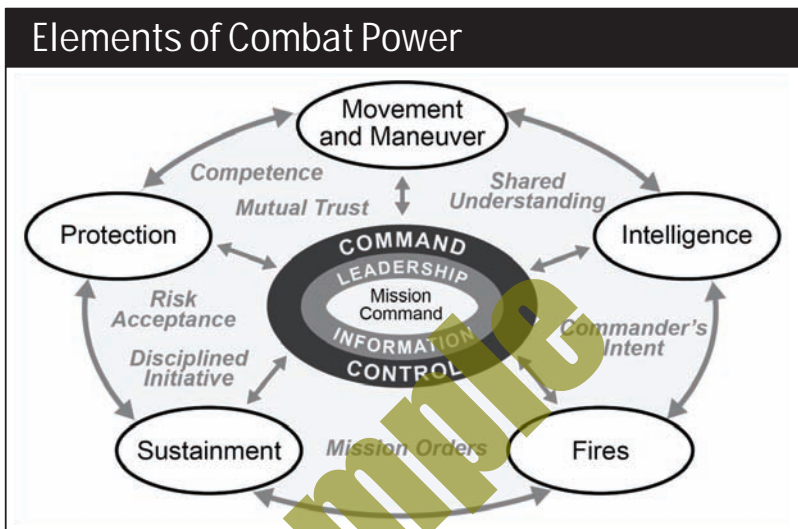 Elements of Combat Power
Movement
and Maneuver
Competence
Mutual Trust
Shared
Understanding
Protection
Intelligence
COMMAND
LEADERSHIP
Mission
Command
INFORMATION
CONTROL
Risk
Acceptance
Disciplined
Initiative
Commander's
Intent
Sustainment
Mission Orders
Fires
mple